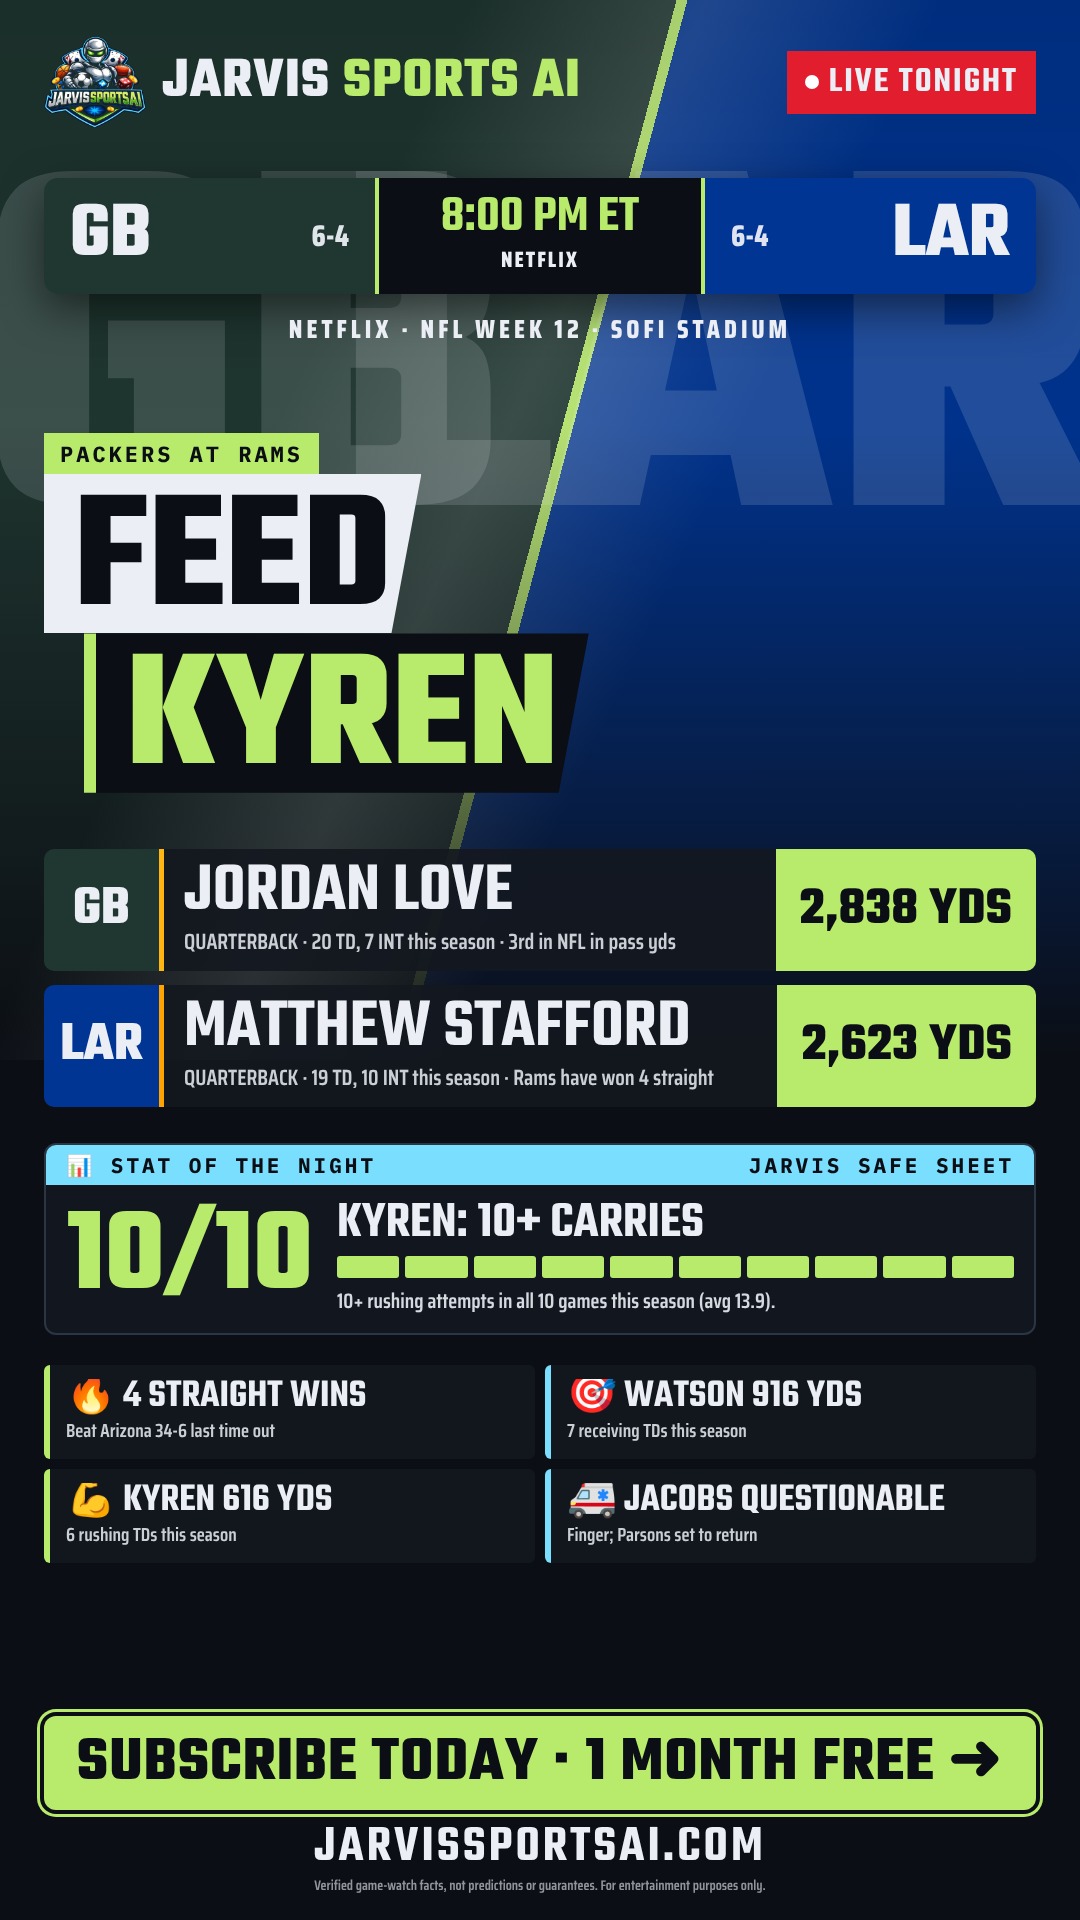 JARVISSPORTSAI
JARVIS SPORTS AI
LIVE TONIGHT
GB
6-4
8:00 PM ET
NETFLIX
6-4
LAR
NETFLIX · NFL WEEK 12 · SOFI STADIUM
PACKERS AT RAMS
FEED
KYREN
GB
JORDAN LOVE
QUARTERBACK · 20 TD, 7 INT this season · 3rd in NFL in pass yds
2,838 YDS
LAR
MATTHEW STAFFORD
QUARTERBACK · 19 TD, 10 INT this season · Rams have won 4 straight
2,623 YDS
📊 STAT OF THE NIGHT
JARVIS SAFE SHEET
10/10
KYREN: 10+ CARRIES
10+ rushing attempts in all 10 games this season (avg 13.9).
🔥 4 STRAIGHT WINS
Beat Arizona 34-6 last time out
🎯 WATSON 916 YDS
7 receiving TDs this season
💪 KYREN 616 YDS
6 rushing TDs this season
🚑 JACOBS QUESTIONABLE
Finger; Parsons set to return
SUBSCRIBE TODAY · 1 MONTH FREE →
JARVISSPORTSAI.COM
Verified game-watch facts, not predictions or guarantees. For entertainment purposes only.